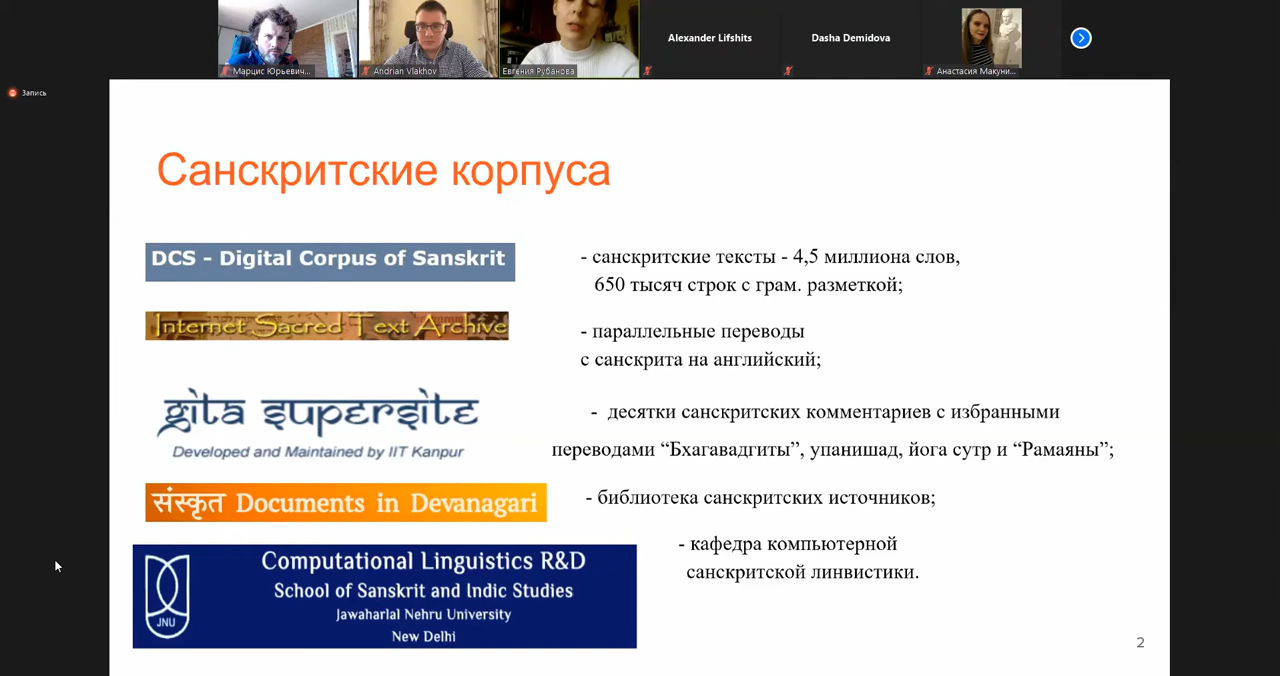 Марцис Юрьевич...
Andrian Vlakhov
Евгения Рубанова
Alexander Lifshits
Dasha Demidova
Анастасия Макуни...
Запись
Санскритские корпуса
DCS - Digital Corpus of Sanskrit
- санскритские тексты - 4,5 миллиона слов,
650 тысяч строк с грам. разметкой;
Internet Sacred Text Archive
- параллельные переводы
с санскрита на английский;
gita supersite
Developed and Maintained by IIT Kanpur
- десятки санскритских комментариев с избранными
переводами “Бхагавадгиты”, упанишад, йога сутр и “Рамаяны”;
संस्कृत Documents in Devanagari
- библиотека санскритских источников;
JNU
Computational Linguistics R&D
School of Sanskrit and Indic Studies
Jawaharlal Nehru University
New Delhi
- кафедра компьютерной
санскритской линвистики.
2